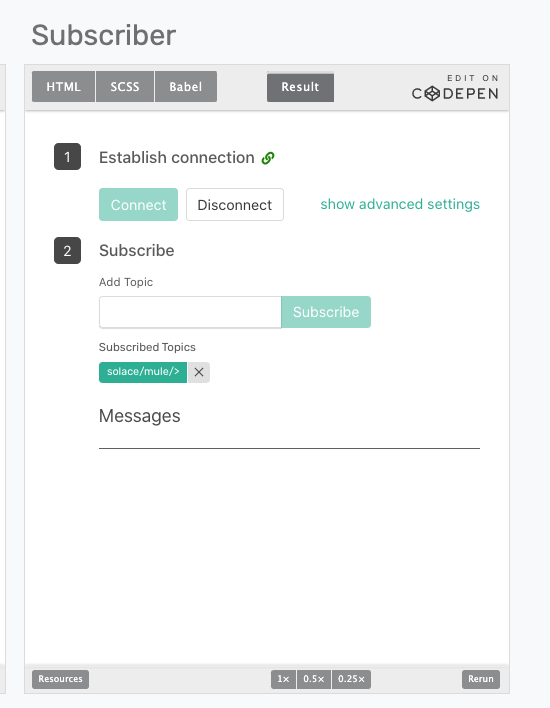 Subscriber
HTML SCSS Babel Result EDIT ON
CODEPEN
1 Establish connection
Connect Disconnect show advanced settings
2 Subscribe
Add Topic
Subscribe
Subscribed Topics
solace/mule/> ×
Messages
Resources 1× 0.5× 0.25× Rerun